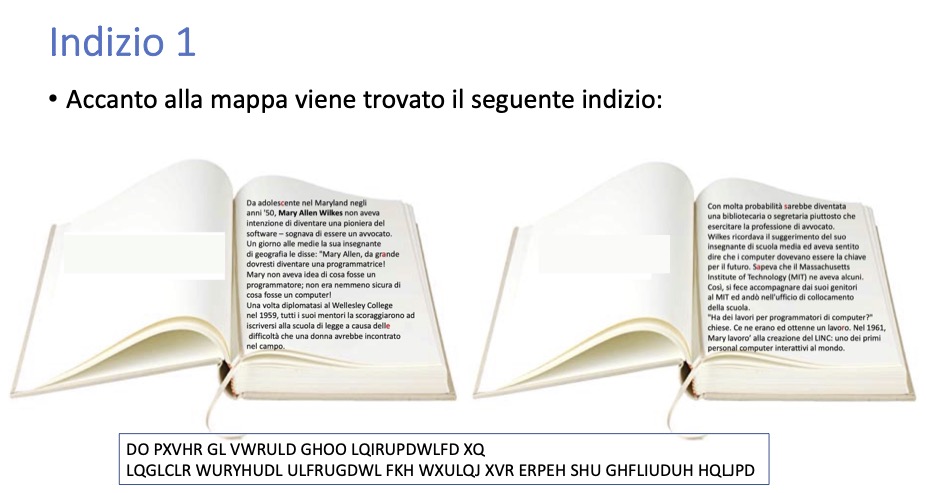 Indizio 1
• Accanto alla mappa viene trovato il seguente indizio:
Da adolescente nel Maryland negli
anni '50, Mary Allen Wilkes non aveva
intenzione di diventare una pioniera del
software – sognava di essere un avvocato.
Un giorno alle medie la sua insegnante
di geografia le disse: "Mary Allen, da grande
dovresti diventare una programmatrice!
Mary non aveva idea di cosa fosse un
programmatore; non era nemmeno sicura di
cosa fosse un computer!
Una volta diplomatasi al Wellesley College
nel 1959, tutti i suoi mentori la scoraggiarono ad
iscriversi alla scuola di legge a causa delle
difficoltà che una donna avrebbe incontrato
nel campo.
Con molta probabilità sarebbe diventata
una bibliotecaria o segretaria piuttosto che
esercitare la professione di avvocato.
Wilkes ricordava il suggerimento del suo
insegnante di scuola media ed aveva sentito
dire che i computer dovevano essere la chiave
per il futuro. Sapeva che il Massachusetts
Institute of Technology (MIT) ne aveva alcuni.
Così, si fece accompagnare dai suoi genitori
al MIT ed andò nell'ufficio di collocamento
della scuola.
"Ha dei lavori per programmatori di computer?"
chiese. Ce ne erano ed ottenne un lavoro. Nel 1961,
Mary lavoro' alla creazione del LINC: uno dei primi
personal computer interattivi al mondo.
DO PXVHR GL VWRULD GHOO LQIRUPDWLFD XQ
LQGLCLR WURYHUDL ULFRUGDWL FKH WXULQJ XVR ERPEH SHU GHFLIUDUH HQLJPD